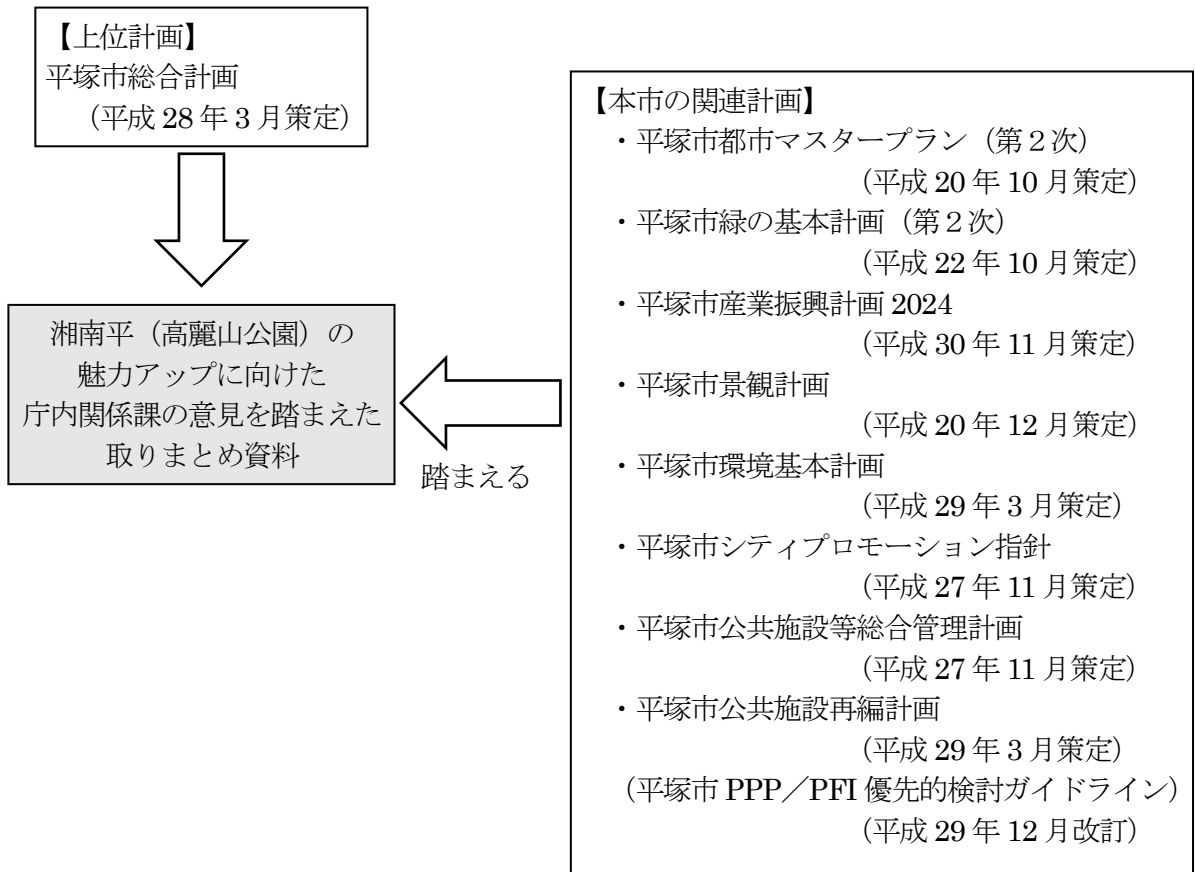 【上位計画】
平塚市総合計画
（平成 28 年 3 月策定）
湘南平（高麗山公園）の
魅力アップに向けた
庁内関係課の意見を踏まえた
取りまとめ資料
踏まえる
【本市の関連計画】
・平塚市都市マスタープラン（第２次）
（平成 20 年 10 月策定）
・平塚市緑の基本計画（第２次）
（平成 22 年 10 月策定）
・平塚市産業振興計画 2024
（平成 30 年 11 月策定）
・平塚市景観計画
（平成 20 年 12 月策定）
・平塚市環境基本計画
（平成 29 年 3 月策定）
・平塚市シティプロモーション指針
（平成 27 年 11 月策定）
・平塚市公共施設等総合管理計画
（平成 27 年 11 月策定）
・平塚市公共施設再編計画
（平成 29 年 3 月策定）
（平塚市 PPP／PFI 優先的検討ガイドライン）
（平成 29 年 12 月改訂）